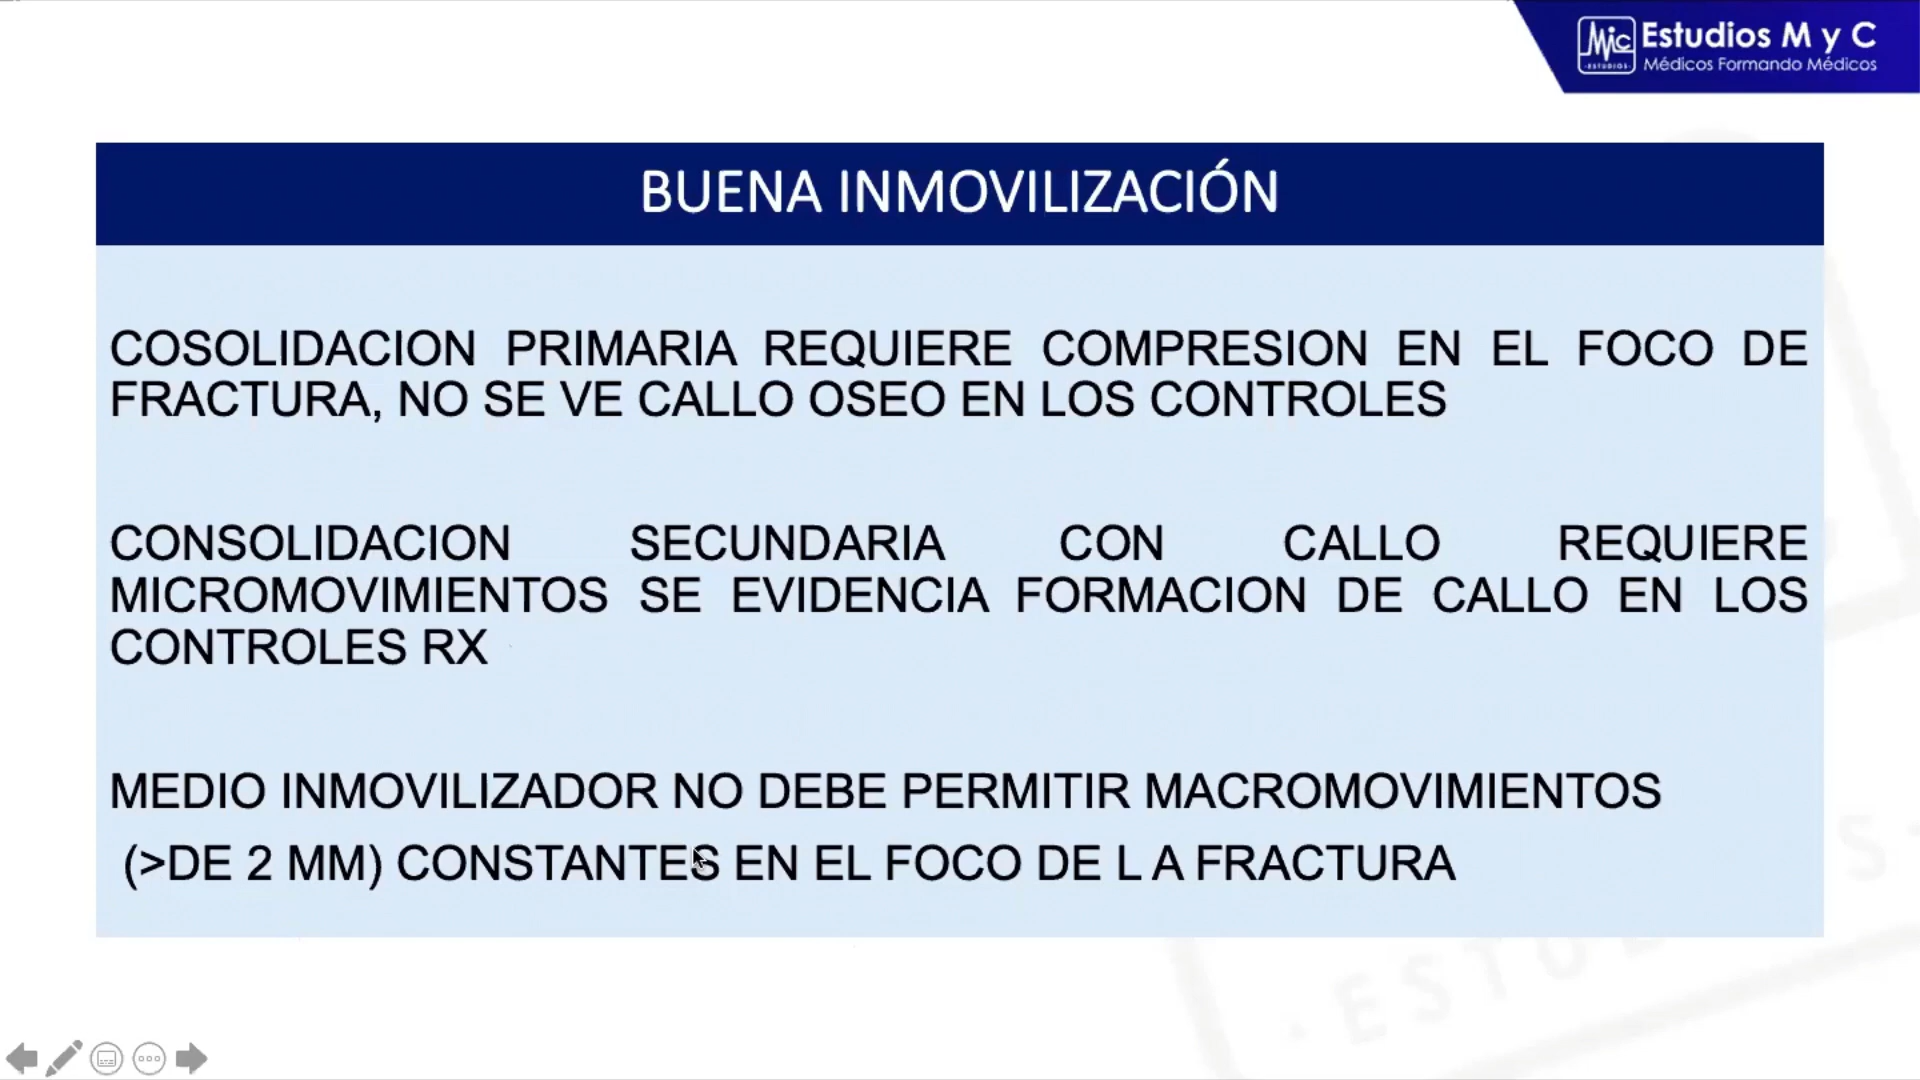 Estudios M y C
Médicos Formando Médicos
Mic
·ESTUDIOS·
BUENA INMOVILIZACIÓN
COSOLIDACION PRIMARIA REQUIERE COMPRESION EN EL FOCO DE
FRACTURA, NO SE VE CALLO OSEO EN LOS CONTROLES
CONSOLIDACION SECUNDARIA CON CALLO REQUIERE
MICROMOVIMIENTOS SE EVIDENCIA FORMACION DE CALLO EN LOS
CONTROLES RX
MEDIO INMOVILIZADOR NO DEBE PERMITIR MACROMOVIMIENTOS
(>DE 2 MM) CONSTANTES EN EL FOCO DE L A FRACTURA